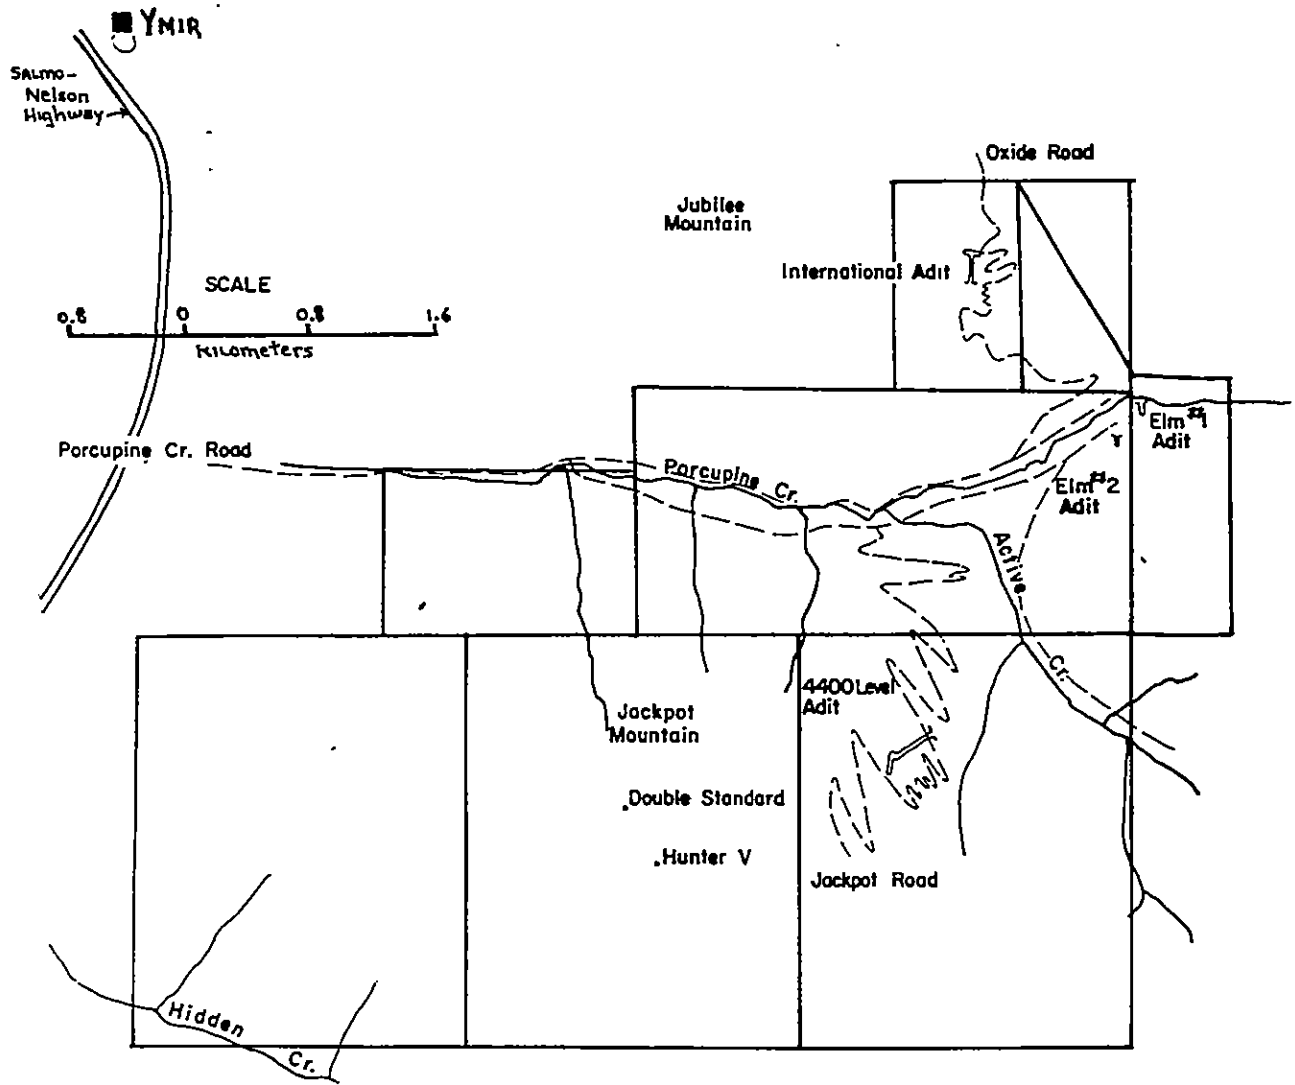 YMIR
SALMO-
Nelson
Highway
Oxide Road
Jubilee
Mountain
International Adit
SCALE
0.8 0 0.8 1.6
KILOMETERS
Elm #1
Adit
Porcupine Cr. Road
Porcupine Cr.
Elm #2
Adit
Active
Cr.
4400 Level
Adit
Jackpot
Mountain
Double Standard
Hunter V
Jackpot Road
Hidden
Cr.